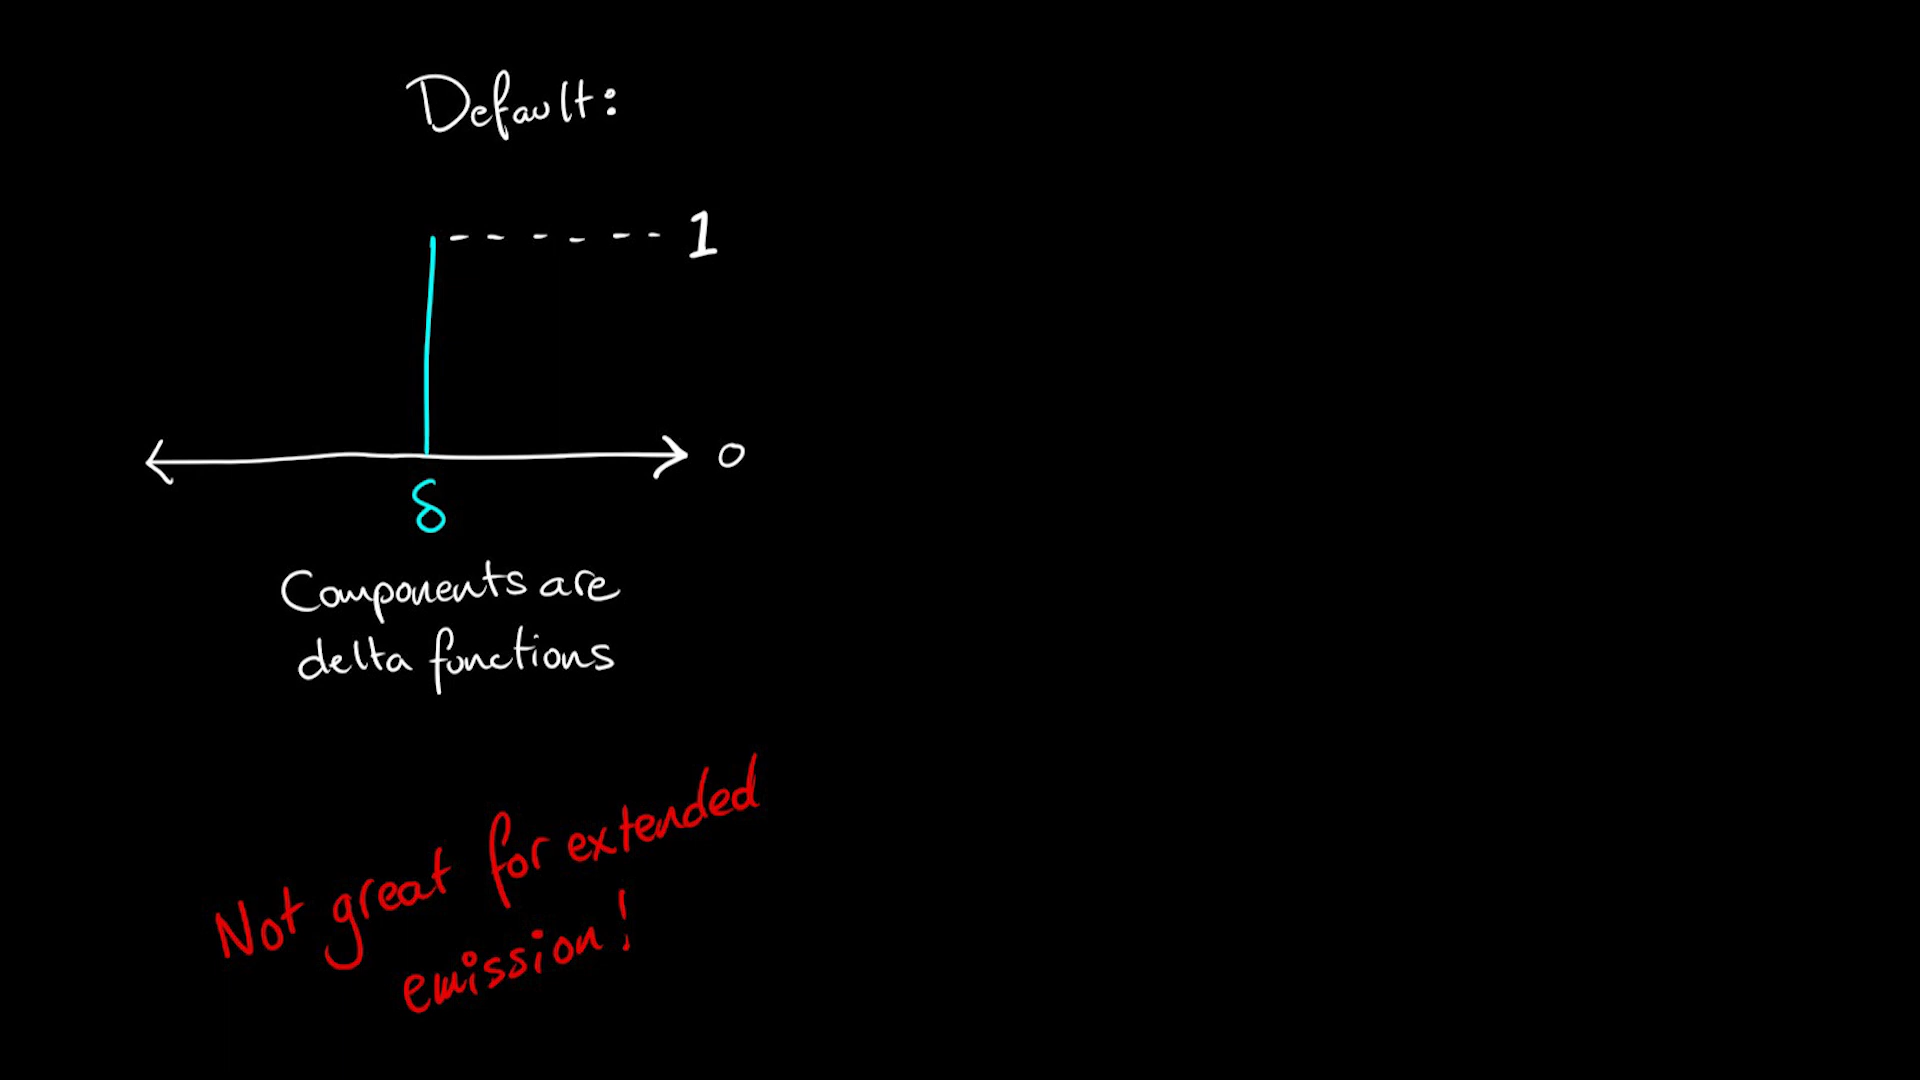 Default:
1
0
δ
Components are
delta functions
Not great for extended
emission!